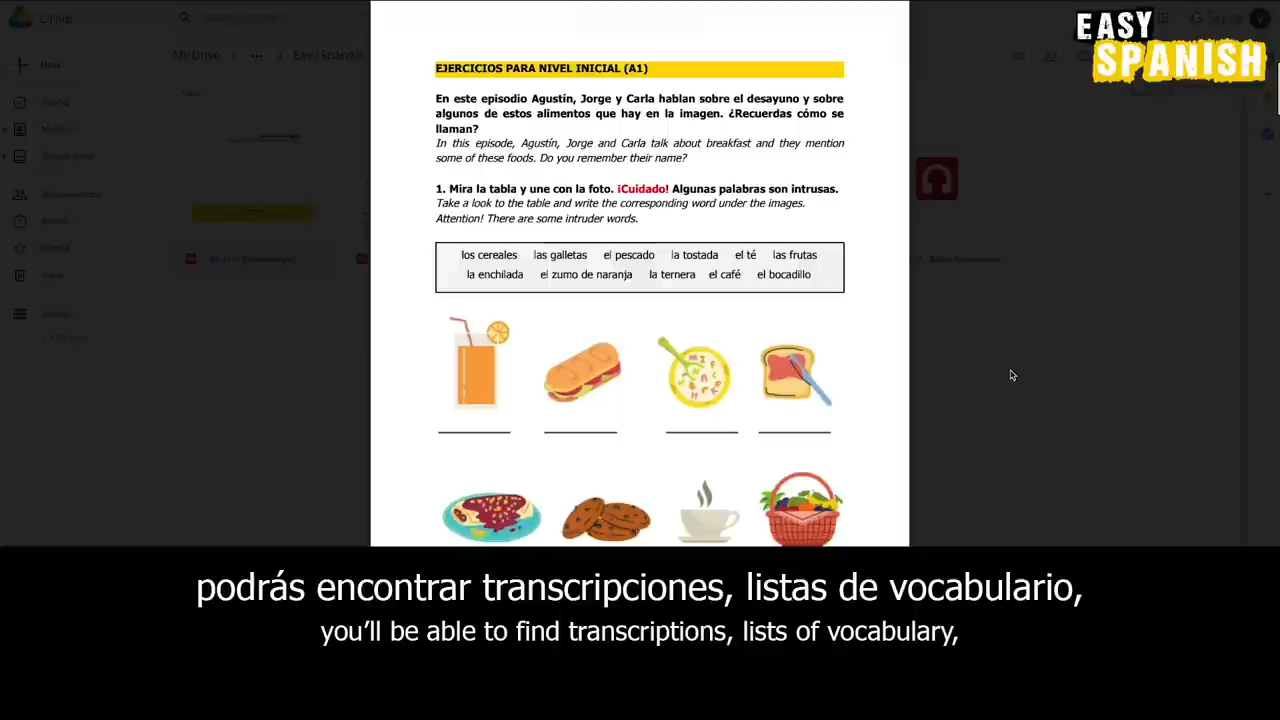 Drive
My Drive
Easy Spanish
New
EASY
SPANISH
EJERCICIOS PARA NIVEL INICIAL (A1)
En este episodio Agustín, Jorge y Carla hablan sobre el desayuno y sobre
algunos de estos alimentos que hay en la imagen. ¿Recuerdas cómo se
llaman?
In this episode, Agustín, Jorge and Carla talk about breakfast and they mention
some of these foods. Do you remember their name?
1. Mira la tabla y une con la foto. ¡Cuidado! Algunas palabras son intrusas.
Take a look to the table and write the corresponding word under the images.
Attention! There are some intruder words.
los cereales las galletas el pescado la tostada el té las frutas
la enchilada el zumo de naranja la ternera el café el bocadillo
podrás encontrar transcripciones, listas de vocabulario,
you’ll be able to find transcriptions, lists of vocabulary,